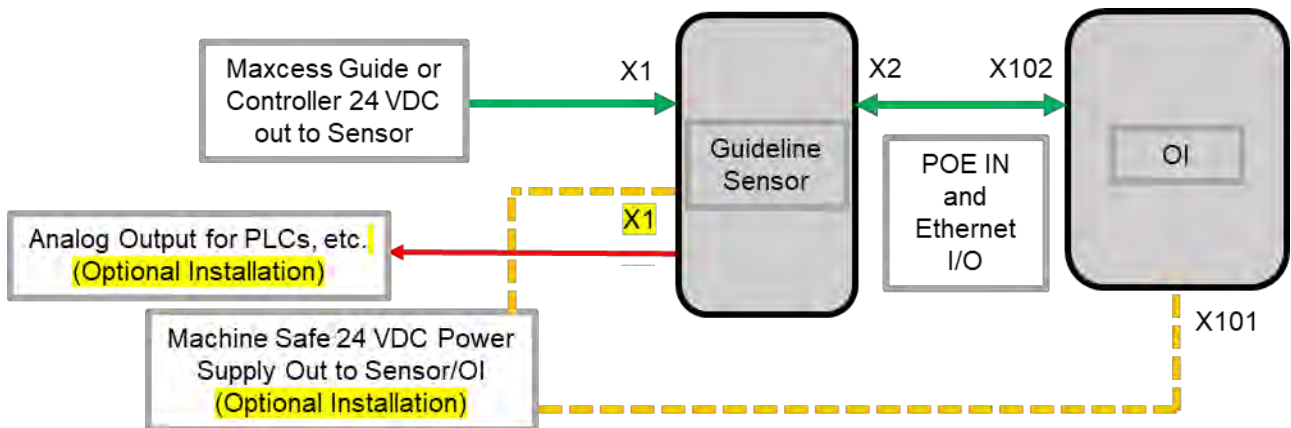 Maxcess Guide or
Controller 24 VDC
out to Sensor
X1
Guideline
Sensor
X2
X102
OI
POE IN
and
Ethernet
I/O
X1
Analog Output for PLCs, etc.
(Optional Installation)
Machine Safe 24 VDC Power
Supply Out to Sensor/OI
(Optional Installation)
X101